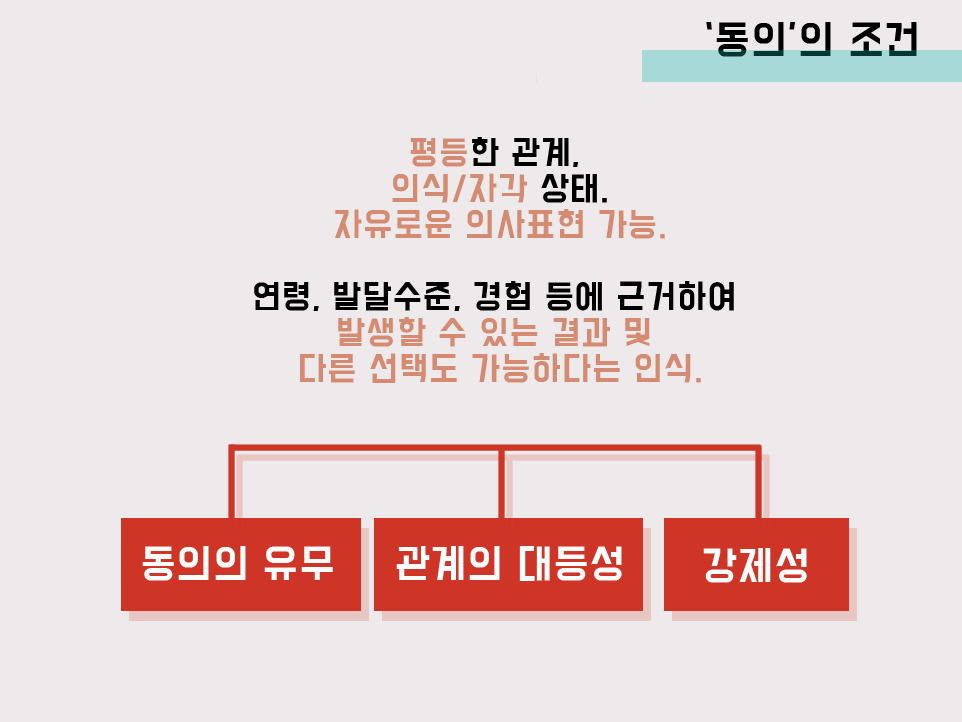 ‘동의’의 조건
평등한 관계,
의식/자각 상태.
자유로운 의사표현 가능.
연령, 발달수준, 경험 등에 근거하여
발생할 수 있는 결과 및
다른 선택도 가능하다는 인식.
동의의 유무
관계의 대등성
강제성